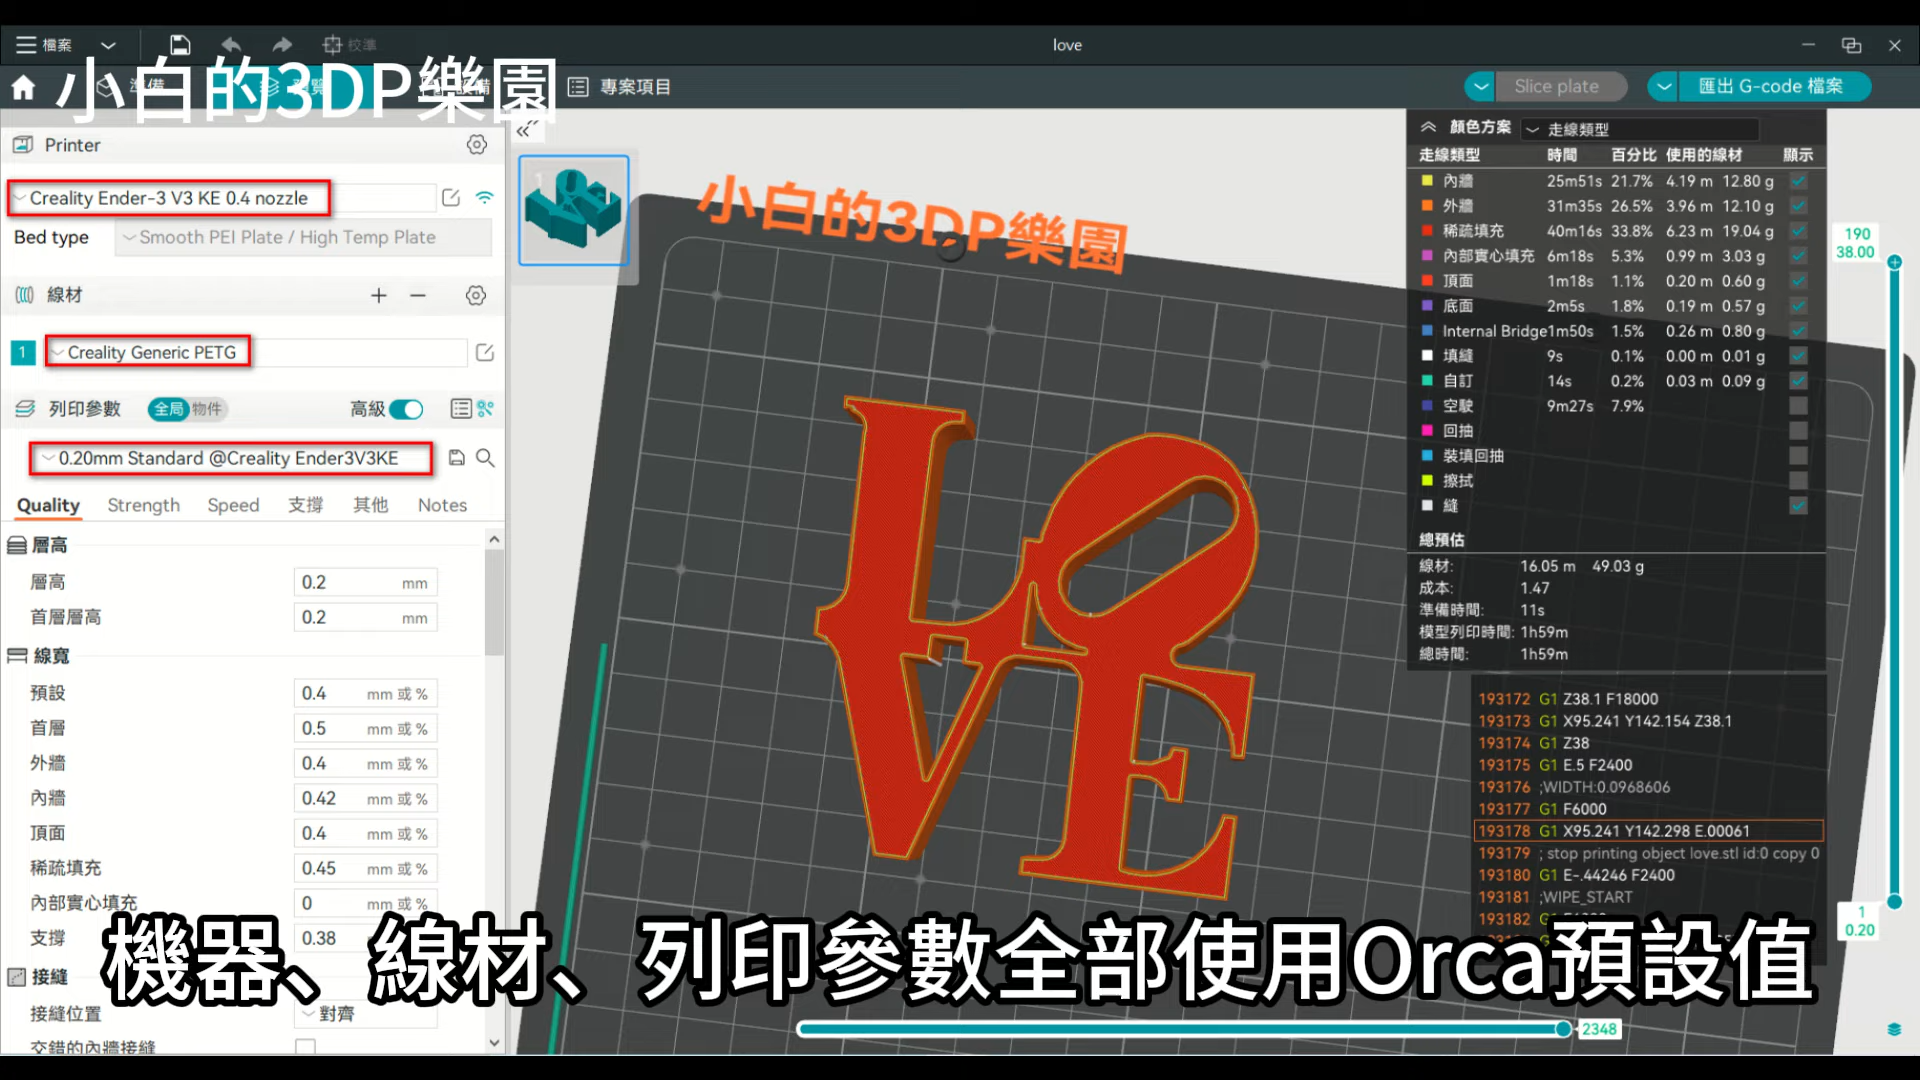 檔案
校準
love
小白的3DP樂園
專案項目
Slice plate
匯出 G-code 檔案
Printer
Creality Ender-3 V3 KE 0.4 nozzle
Bed type
Smooth PEI Plate / High Temp Plate
線材
1
Creality Generic PETG
列印參數
全局 物件
高級
0.20mm Standard @Creality Ender3V3KE
Quality Strength Speed 支撐 其他 Notes
層高
層高 0.2 mm
首層層高 0.2 mm
線寬
預設 0.4 mm 或 %
首層 0.5 mm 或 %
外牆 0.4 mm 或 %
內牆 0.42 mm 或 %
頂面 0.4 mm 或 %
稀疏填充 0.45 mm 或 %
內部實心填充 0 mm 或 %
支撐 0.38
接縫
接縫位置 對齊
交錯的內牆接縫
小白的3DP樂園
顏色方案 走線類型
走線類型 時間 百分比 使用的線材 顯示
內牆 25m51s 21.7% 4.19 m 12.80 g
外牆 31m35s 26.5% 3.96 m 12.10 g
稀疏填充 40m16s 33.8% 6.23 m 19.04 g
內部實心填充 6m18s 5.3% 0.99 m 3.03 g
頂面 1m18s 1.1% 0.20 m 0.60 g
底面 2m5s 1.8% 0.19 m 0.57 g
Internal Bridge 1m50s 1.5% 0.26 m 0.80 g
填縫 9s 0.1% 0.00 m 0.01 g
自訂 14s 0.2% 0.03 m 0.09 g
空駛 9m27s 7.9%
回抽
裝填回抽
擦拭
縫
總預估
線材: 16.05 m 49.03 g
成本: 1.47
準備時間: 11s
模型列印時間: 1h59m
總時間: 1h59m
190
38.00
193172 G1 Z38.1 F18000
193173 G1 X95.241 Y142.154 Z38.1
193174 G1 Z38
193175 G1 E.5 F2400
193176 ;WIDTH:0.0968606
193177 G1 F6000
193178 G1 X95.241 Y142.298 E.00061
193179 ; stop printing object love.stl id:0 copy 0
193180 G1 E-.44246 F2400
193181 ;WIPE_START
193182
1
0.20
機器、線材、列印參數全部使用Orca預設值
2348